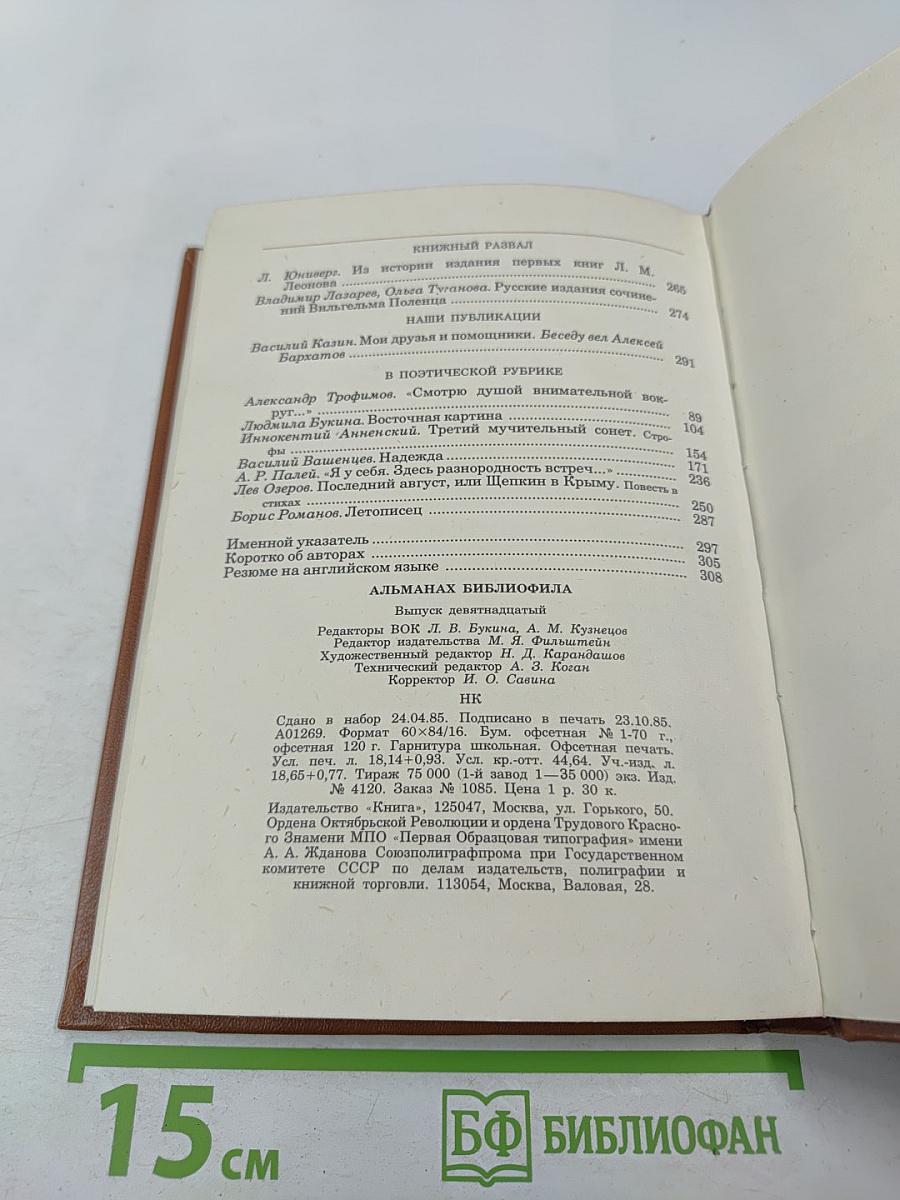 КНИЖНЫЙ РАЗВАЛ
Л. Юниверг. Из истории издания первых книг Л. М.
Леонова ........ 265
Владимир Лазарев, Ольга Туганова. Русские издания сочине-
ний Вильгельма Поленца ........ 274
НАШИ ПУБЛИКАЦИИ
Василий Казин. Мои друзья и помощники. Беседу вел Алексей
Бархатов ........ 291
В ПОЭТИЧЕСКОЙ РУБРИКЕ
Александр Трофимов. «Смотрю душой внимательной вок-
руг...» ........ 89
Людмила Букина. Восточная картина ........ 104
Иннокентий Анненский. Третий мучительный сонет. Стро-
фы ........ 154
Василий Вашенцев. Надежда ........ 171
А. Р. Палей. «Я у себя. Здесь разнородность встреч...» ........ 236
Лев Озеров. Последний август, или Щепкин в Крыму. Повесть в
стихах ........ 250
Борис Романов. Летописец ........ 287
Именной указатель ........ 297
Коротко об авторах ........ 305
Резюме на английском языке ........ 308
АЛЬМАНАХ БИБЛИОФИЛА
Выпуск девятнадцатый
Редакторы ВОК Л. В. Букина, А. М. Кузнецов
Редактор издательства М. Я. Фильштейн
Художественный редактор Н. Д. Карандашов
Технический редактор А. З. Коган
Корректор И. О. Савина
НК
Сдано в набор 24.04.85. Подписано в печать 23.10.85.
А01269. Формат 60×84/16. Бум. офсетная № 1-70 г.,
офсетная 120 г. Гарнитура школьная. Офсетная печать.
Усл. печ. л. 18,14+0,93. Усл. кр.-отт. 44,64. Уч.-изд. л.
18,65+0,77. Тираж 75 000 (1-й завод 1—35 000) экз. Изд.
№ 4120. Заказ № 1085. Цена 1 р. 30 к.
Издательство «Книга», 125047, Москва, ул. Горького, 50.
Ордена Октябрьской Революции и ордена Трудового Красно-
го Знамени МПО «Первая Образцовая типография» имени
А. А. Жданова Союзполиграфпрома при Государственном
комитете СССР по делам издательств, полиграфии и
книжной торговли. 113054, Москва, Валовая, 28.
15 см
БФ БИБЛИОФАН